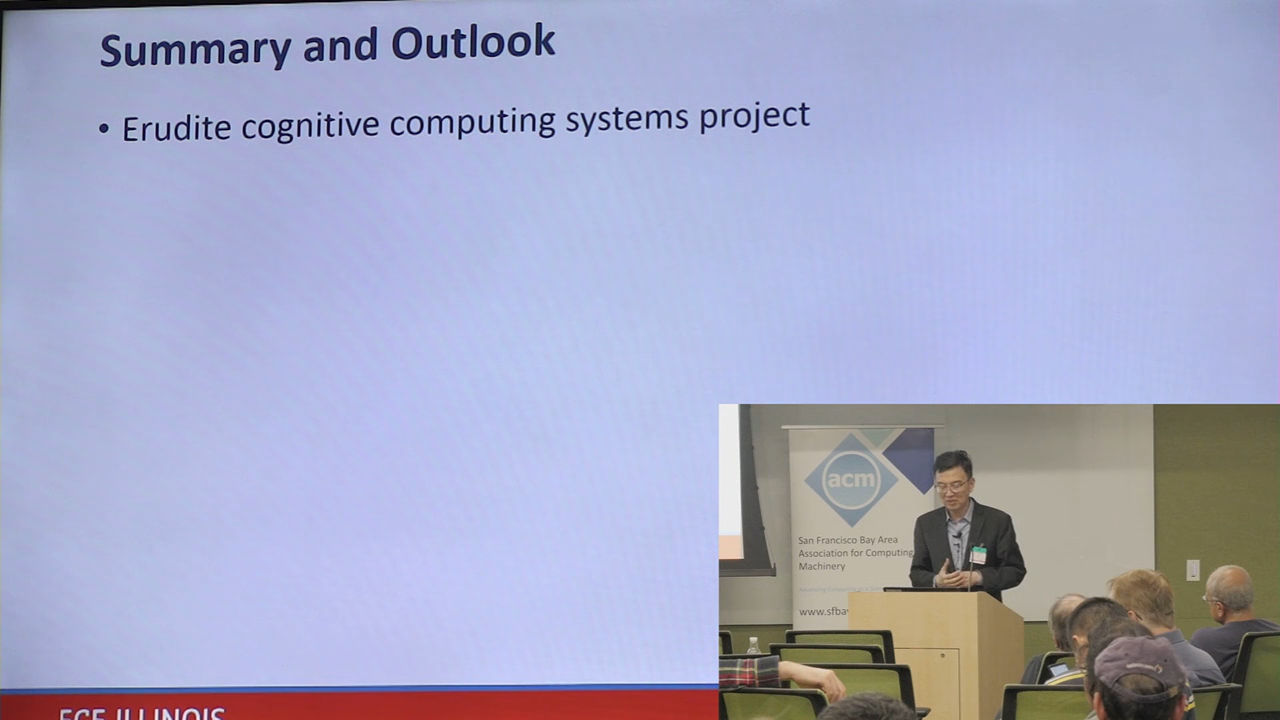 Summary and Outlook
• Erudite cognitive computing systems project
acm
San Francisco Bay Area
Association for Computing
Machinery
www.sfba
ECE ILLINOIS